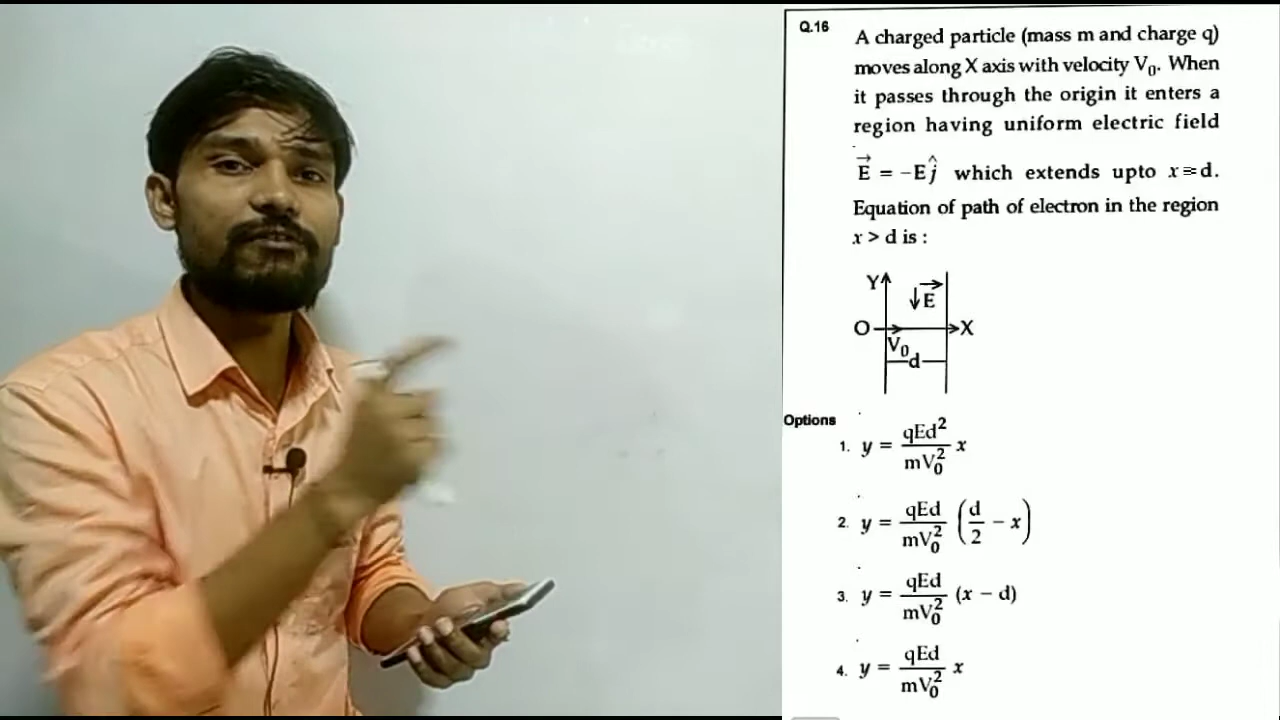 Q.16
A charged particle (mass m and charge q)
moves along X axis with velocity V₀. When
it passes through the origin it enters a
region having uniform electric field
E⃗ = −Eĵ which extends upto x = d.
Equation of path of electron in the region
x > d is :
Y
E⃗
O
X
V₀
d
Options
1. y = qEd²/mV₀² x
2. y = qEd/mV₀² (d/2 − x)
3. y = qEd/mV₀² (x − d)
4. y = qEd/mV₀² x